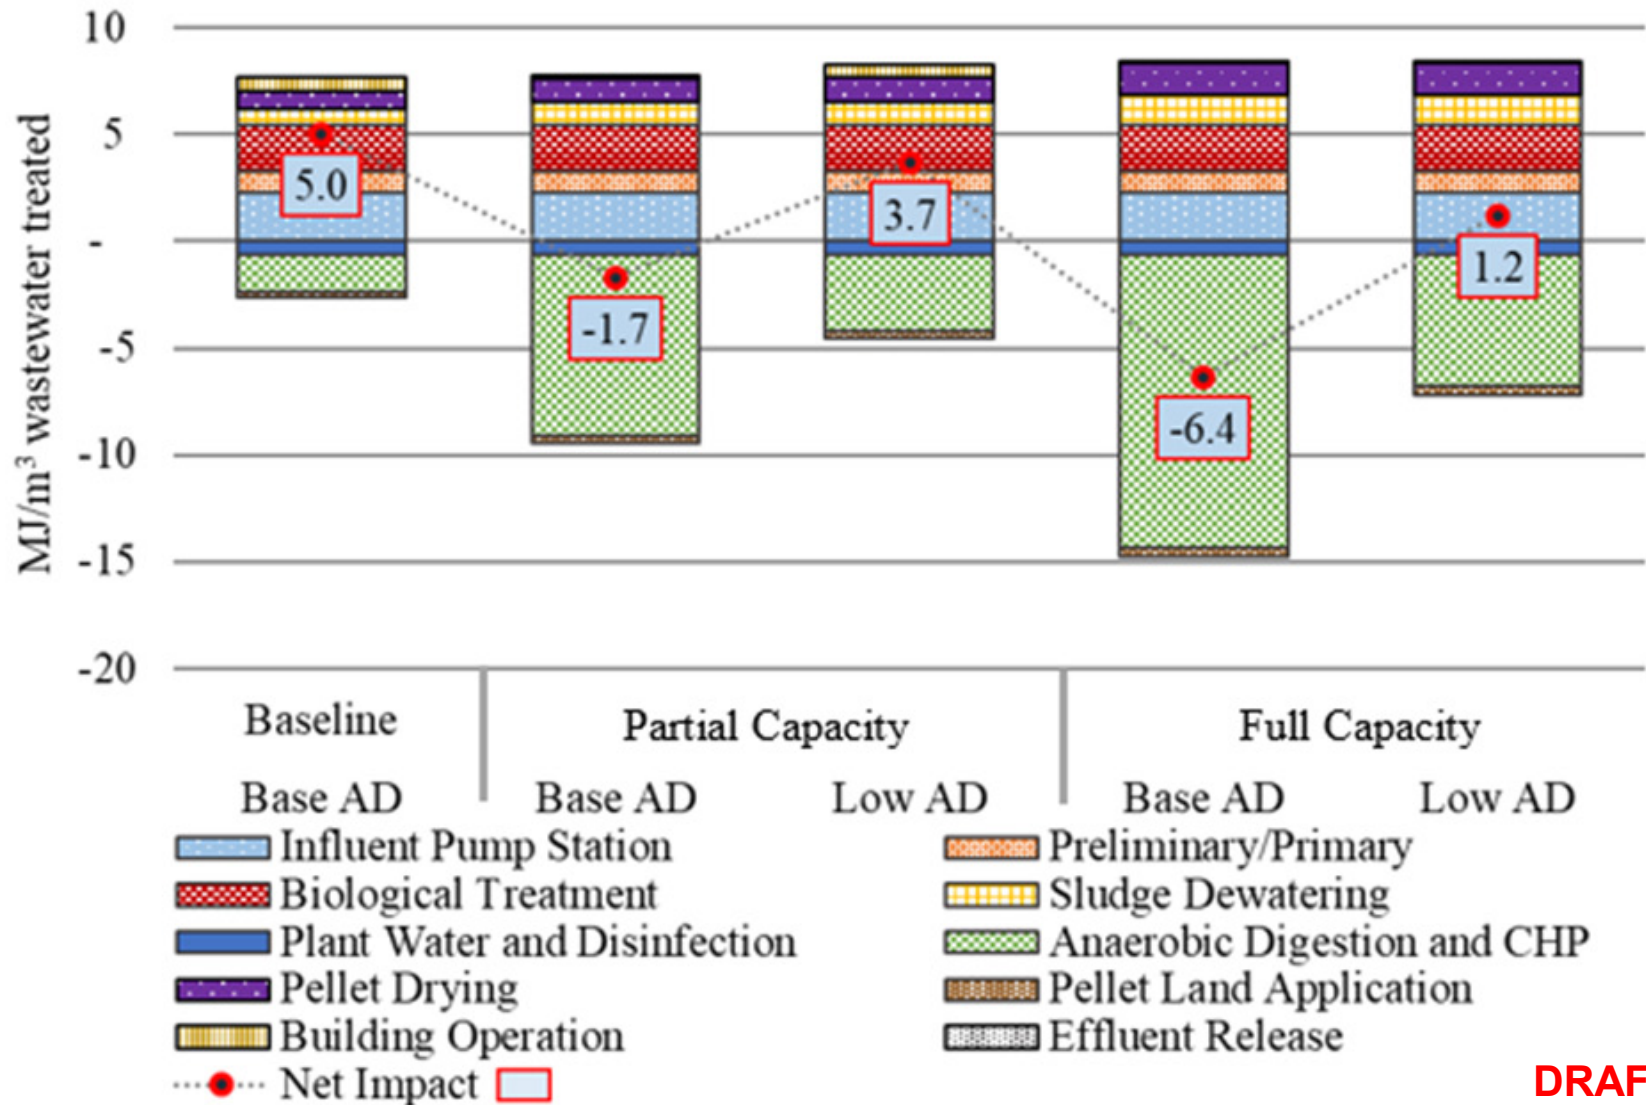 10
5
-
-5
-10
-15
-20
MJ/m³ wastewater treated
5.0
-1.7
3.7
-6.4
1.2
Baseline Partial Capacity Full Capacity
Base AD Base AD Low AD Base AD Low AD
Influent Pump Station Preliminary/Primary
Biological Treatment Sludge Dewatering
Plant Water and Disinfection Anaerobic Digestion and CHP
Pellet Drying Pellet Land Application
Building Operation Effluent Release
Net Impact
DRAF